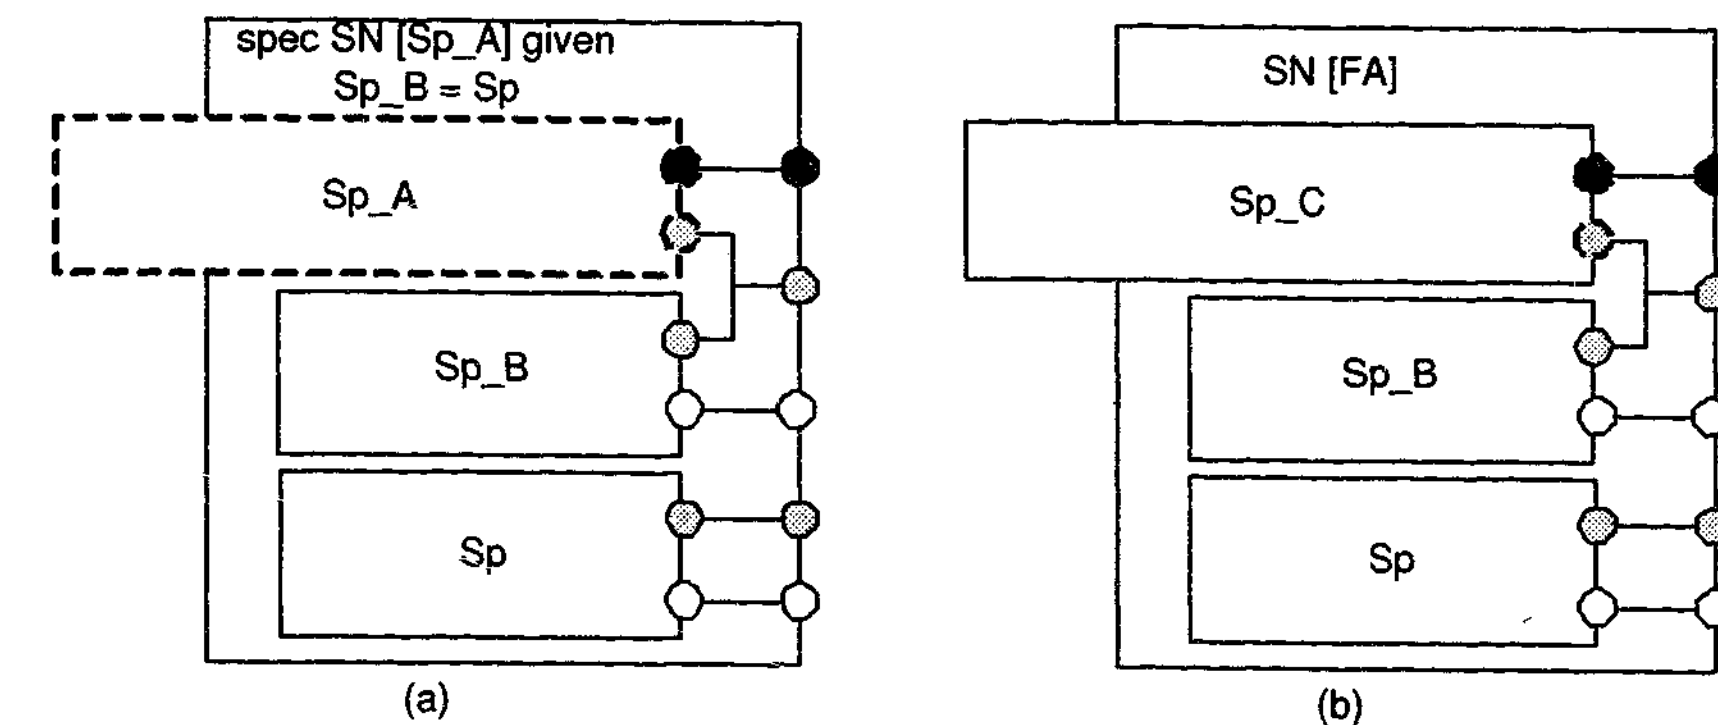 spec SN [Sp_A] given
Sp_B = Sp
Sp_A
Sp_B
Sp
(a)
SN [FA]
Sp_C
Sp_B
Sp
(b)